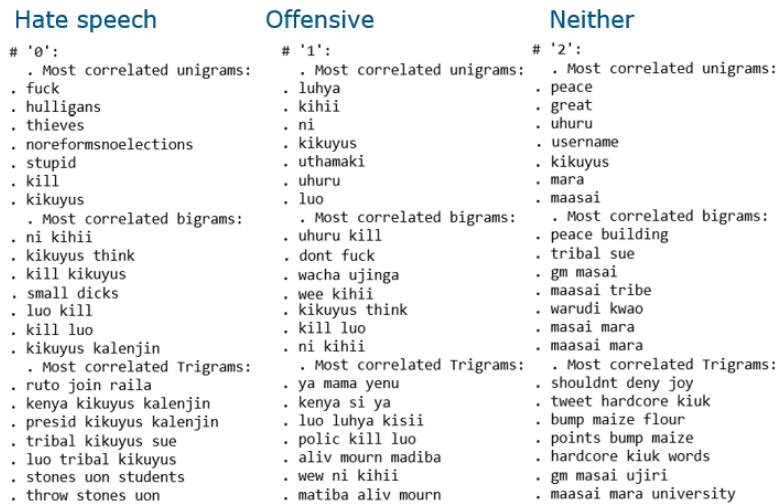 Hate speech
# '0':
. Most correlated unigrams:
. fuck
. hulligans
. thieves
. noreformsnoelections
. stupid
. kill
. kikuyus
. Most correlated bigrams:
. ni kihii
. kikuyus think
. kill kikuyus
. small dicks
. luo kill
. kill luo
. kikuyus kalenjin
. Most correlated Trigrams:
. ruto join raila
. kenya kikuyus kalenjin
. presid kikuyus kalenjin
. tribal kikuyus sue
. luo tribal kikuyus
. stones uon students
. throw stones uon
Offensive
# '1':
. Most correlated unigrams:
. luhya
. kihii
. ni
. kikuyus
. uthamaki
. uhuru
. luo
. Most correlated bigrams:
. uhuru kill
. dont fuck
. wacha ujinga
. wee kihii
. kikuyus think
. kill luo
. ni kihii
. Most correlated Trigrams:
. ya mama yenu
. kenya si ya
. luo luhya kisii
. polic kill luo
. aliv mourn madiba
. wew ni kihii
. matiba aliv mourn
Neither
# '2':
. Most correlated unigrams:
. peace
. great
. uhuru
. username
. kikuyus
. mara
. maasai
. Most correlated bigrams:
. peace building
. tribal sue
. gm masai
. maasai tribe
. warudi kwao
. masai mara
. maasai mara
. Most correlated Trigrams:
. shouldnt deny joy
. tweet hardcore kiuk
. bump maize flour
. points bump maize
. hardcore kiuk words
. gm masai ujiri
. maasai mara university